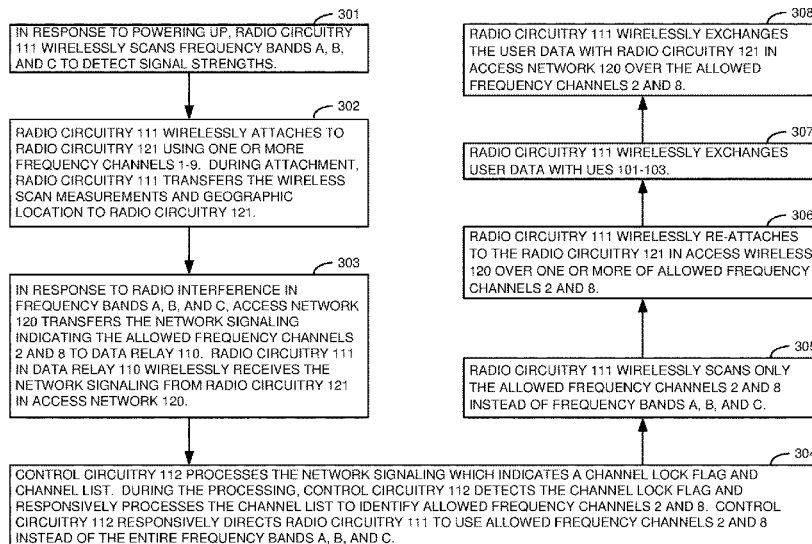 301
IN RESPONSE TO POWERING UP, RADIO CIRCUITRY
111 WIRELESSLY SCANS FREQUENCY BANDS A, B,
AND C TO DETECT SIGNAL STRENGTHS.
302
RADIO CIRCUITRY 111 WIRELESSLY ATTACHES TO
RADIO CIRCUITRY 121 USING ONE OR MORE
FREQUENCY CHANNELS 1-9. DURING ATTACHMENT,
RADIO CIRCUITRY 111 TRANSFERS THE WIRELESS
SCAN MEASUREMENTS AND GEOGRAPHIC
LOCATION TO RADIO CIRCUITRY 121.
303
IN RESPONSE TO RADIO INTERFERENCE IN
FREQUENCY BANDS A, B, AND C, ACCESS NETWORK
120 TRANSFERS THE NETWORK SIGNALING
INDICATING THE ALLOWED FREQUENCY CHANNELS
2 AND 8 TO DATA RELAY 110. RADIO CIRCUITRY 111
IN DATA RELAY 110 WIRELESSLY RECEIVES THE
NETWORK SIGNALING FROM RADIO CIRCUITRY 121
IN ACCESS NETWORK 120.
304
CONTROL CIRCUITRY 112 PROCESSES THE NETWORK SIGNALING WHICH INDICATES A CHANNEL LOCK FLAG AND
CHANNEL LIST. DURING THE PROCESSING, CONTROL CIRCUITRY 112 DETECTS THE CHANNEL LOCK FLAG AND
RESPONSIVELY PROCESSES THE CHANNEL LIST TO IDENTIFY ALLOWED FREQUENCY CHANNELS 2 AND 8. CONTROL
CIRCUITRY 112 RESPONSIVELY DIRECTS RADIO CIRCUITRY 111 TO USE ALLOWED FREQUENCY CHANNELS 2 AND 8
INSTEAD OF THE ENTIRE FREQUENCY BANDS A, B, AND C.
305
RADIO CIRCUITRY 111 WIRELESSLY SCANS ONLY
THE ALLOWED FREQUENCY CHANNELS 2 AND 8
INSTEAD OF FREQUENCY BANDS A, B, AND C.
306
RADIO CIRCUITRY 111 WIRELESSLY RE-ATTACHES
TO THE RADIO CIRCUITRY 121 IN ACCESS WIRELESS
120 OVER ONE OR MORE OF ALLOWED FREQUENCY
CHANNELS 2 AND 8.
307
RADIO CIRCUITRY 111 WIRELESSLY EXCHANGES
USER DATA WITH UES 101-103.
308
RADIO CIRCUITRY 111 WIRELESSLY EXCHANGES
THE USER DATA WITH RADIO CIRCUITRY 121 IN
ACCESS NETWORK 120 OVER THE ALLOWED
FREQUENCY CHANNELS 2 AND 8.